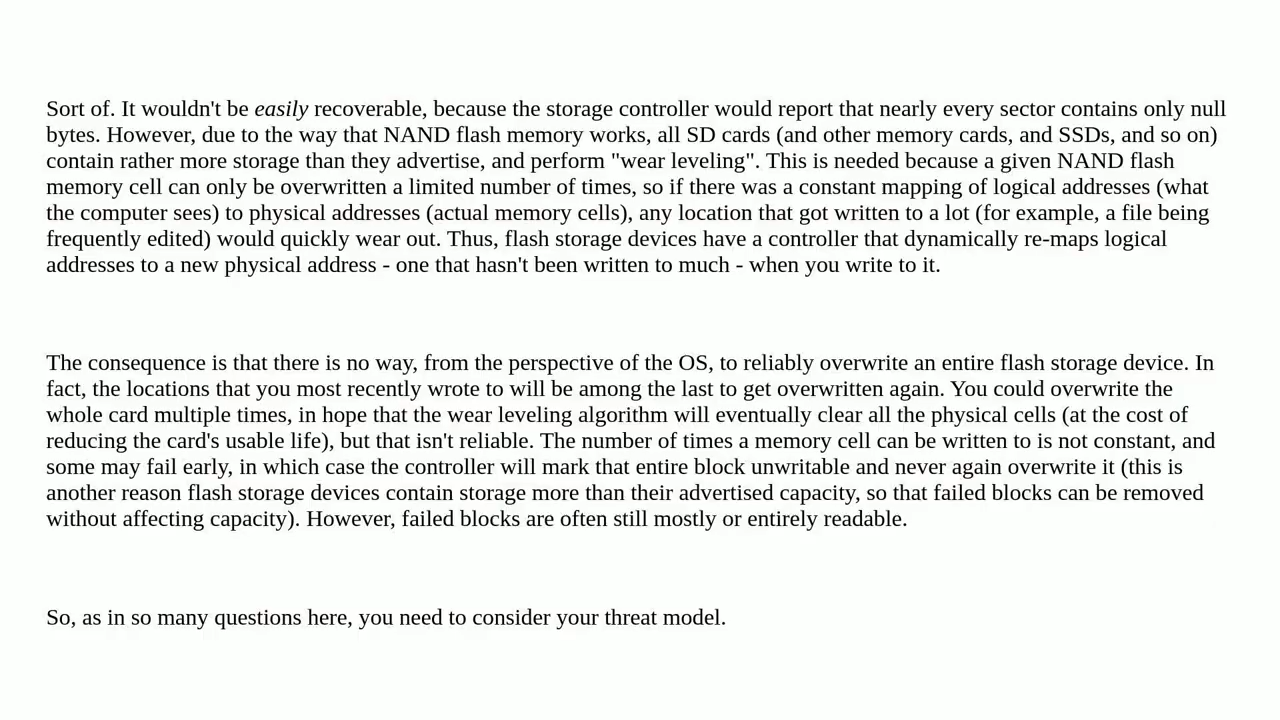 Sort of. It wouldn't be easily recoverable, because the storage controller would report that nearly every sector contains only null
bytes. However, due to the way that NAND flash memory works, all SD cards (and other memory cards, and SSDs, and so on)
contain rather more storage than they advertise, and perform "wear leveling". This is needed because a given NAND flash
memory cell can only be overwritten a limited number of times, so if there was a constant mapping of logical addresses (what
the computer sees) to physical addresses (actual memory cells), any location that got written to a lot (for example, a file being
frequently edited) would quickly wear out. Thus, flash storage devices have a controller that dynamically re-maps logical
addresses to a new physical address - one that hasn't been written to much - when you write to it.
The consequence is that there is no way, from the perspective of the OS, to reliably overwrite an entire flash storage device. In
fact, the locations that you most recently wrote to will be among the last to get overwritten again. You could overwrite the
whole card multiple times, in hope that the wear leveling algorithm will eventually clear all the physical cells (at the cost of
reducing the card's usable life), but that isn't reliable. The number of times a memory cell can be written to is not constant, and
some may fail early, in which case the controller will mark that entire block unwritable and never again overwrite it (this is
another reason flash storage devices contain storage more than their advertised capacity, so that failed blocks can be removed
without affecting capacity). However, failed blocks are often still mostly or entirely readable.
So, as in so many questions here, you need to consider your threat model.